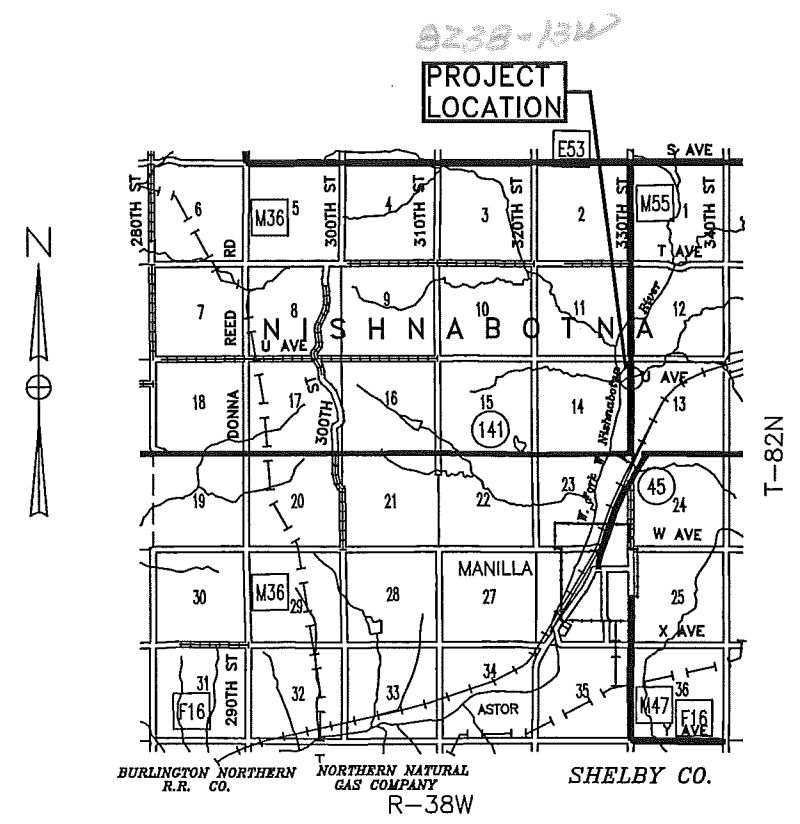 8238-13W
PROJECT
LOCATION
E53
S AVE
280TH ST
6
M36
5
300TH ST
4
310TH ST
3
320TH ST
2
330TH ST
M55
1
340TH ST
T AVE
N
RD
7
8
9
10
11
River
12
NISHNABOTNA
REED
U AVE
U AVE
18
DONNA
17
300TH ST
16
15
14
W. Fork W. Nishnabotna
13
141
T-82N
19
20
21
22
23
45
24
W AVE
MANILLA
30
M36
29
28
27
25
X AVE
31
F16
290TH ST
32
33
34
ASTOR
35
M47
36
F16
Y AVE
BURLINGTON NORTHERN
R.R. CO.
NORTHERN NATURAL
GAS COMPANY
SHELBY CO.
R-38W